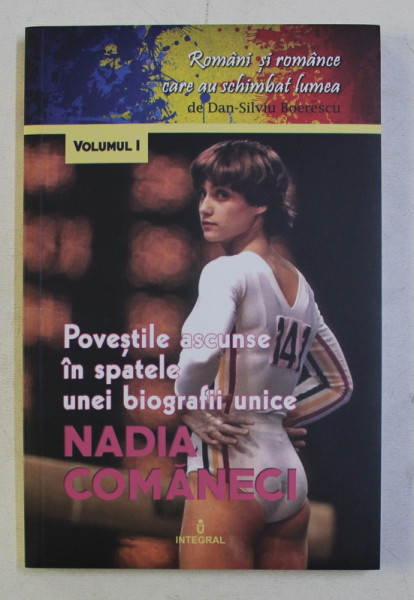 Români și românce
care au schimbat lumea
de Dan-Silviu Boerescu
VOLUMUL I
Poveștile ascunse
în spatele
unei biografii unice
NADIA
COMĂNECI
INTEGRAL